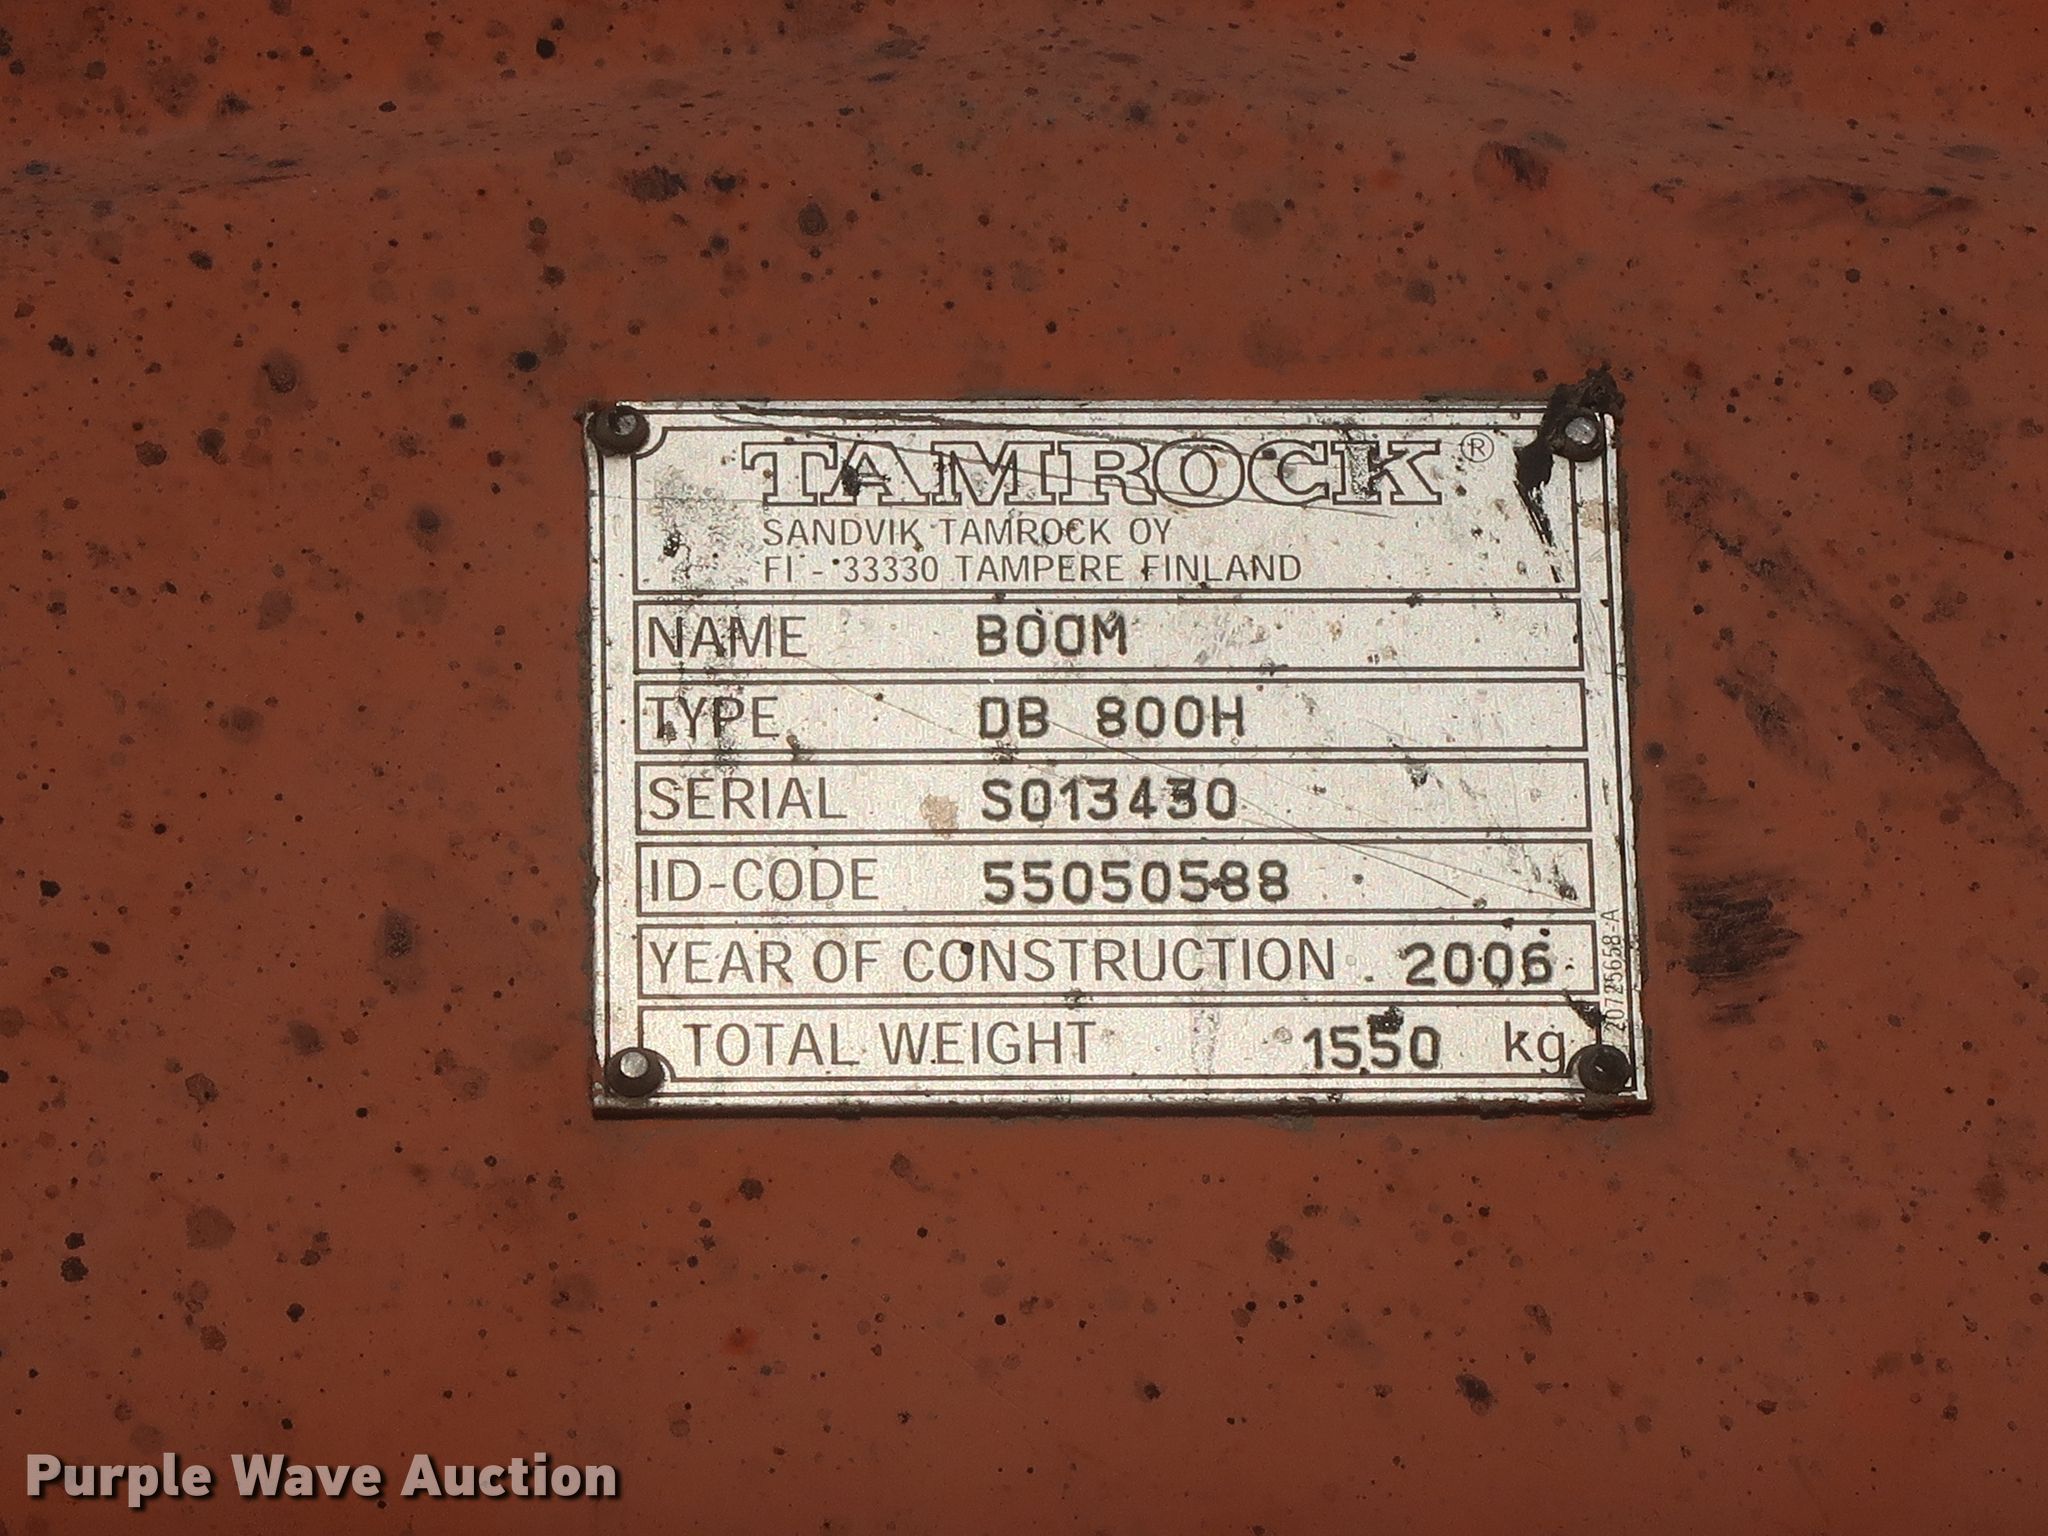 TAMROCK®
SANDVIK TAMROCK OY
FI - 33330 TAMPERE FINLAND
NAME BOOM
TYPE DB 800H
SERIAL S013430
ID-CODE 55050588
YEAR OF CONSTRUCTION 2006
TOTAL WEIGHT 1550 kg
20725658-A
Purple Wave Auction